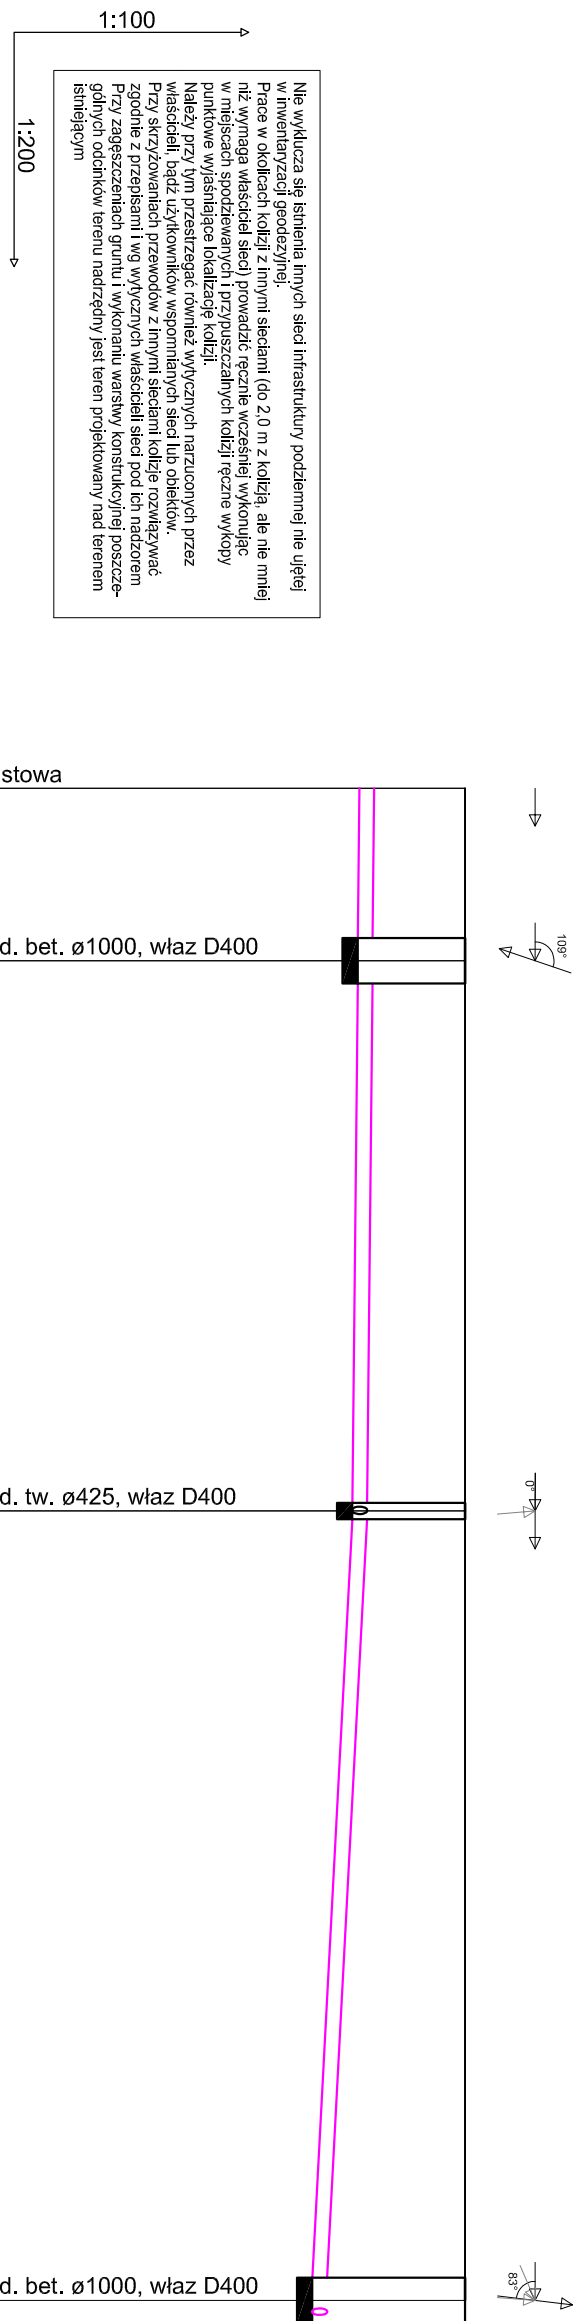 1:100
1:200
Nie wyklucza się istnienia innych sieci infrastruktury podziemnej nie ujętej
w inwentaryzacji geodezyjnej.
Prace w okolicach kolizji z innymi sieciami (do 2,0 m z kolizją, ale nie mniej
niż wymaga właściciel sieci) prowadzić ręcznie wcześniej wykonując
w miejscach spodziewanych i przypuszczalnych kolizji ręczne wykopy
punktowe wyjaśniające lokalizację kolizji.
Należy przy tym przestrzegać również wytycznych narzuconych przez
właścicieli, bądź użytkowników wspomnianych sieci lub obiektów.
Przy skrzyżowaniach przewodów z innymi sieciami kolizje rozwiązywać
zgodnie z przepisami i wg wytycznych właścicieli sieci pod ich nadzorem
Przy zagęszczeniach gruntu i wykonaniu warstwy konstrukcyjnej poszcze-
gólnych odcinków terenu nadrzędny jest teren projektowany nad terenem
istniejącym
stowa
d. bet. ø1000, właz D400
109°
d. tw. ø425, właz D400
0°
d. bet. ø1000, właz D400
83°